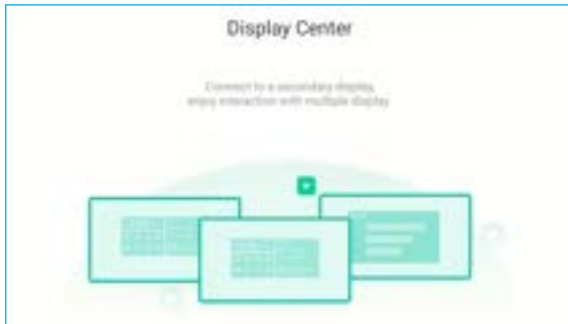 Display Center
Connect to a secondary display,
enjoy interaction with multiple display